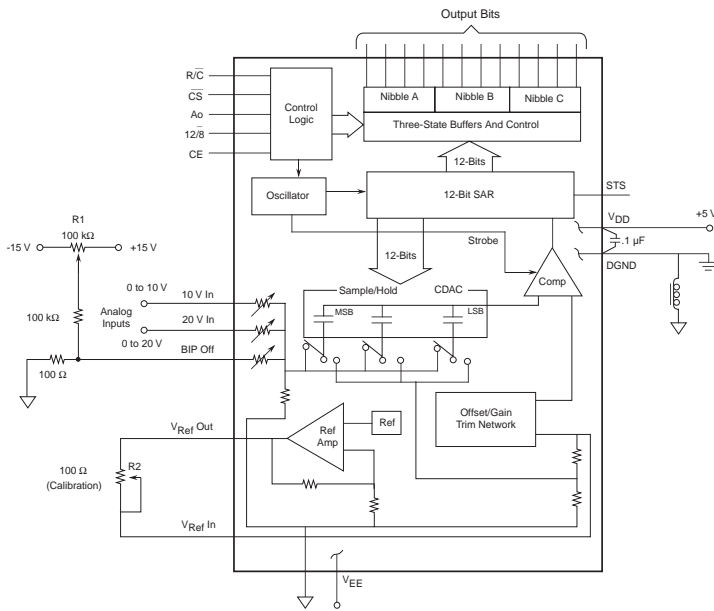 Output Bits
R/C̅
C̅S̅
Ao
12/8̅
CE
Control
Logic
Nibble A
Nibble B
Nibble C
Three-State Buffers And Control
12-Bits
Oscillator
12-Bit SAR
STS
VDD
+5 V
.1 µF
DGND
Strobe
Comp
12-Bits
R1
100 kΩ
-15 V
+15 V
Sample/Hold
CDAC
MSB
LSB
0 to 10 V
10 V In
Analog
Inputs
20 V In
0 to 20 V
100 kΩ
BIP Off
100 Ω
VRef Out
Ref
Amp
Ref
Offset/Gain
Trim Network
100 Ω
(Calibration)
R2
VRef In
VEE